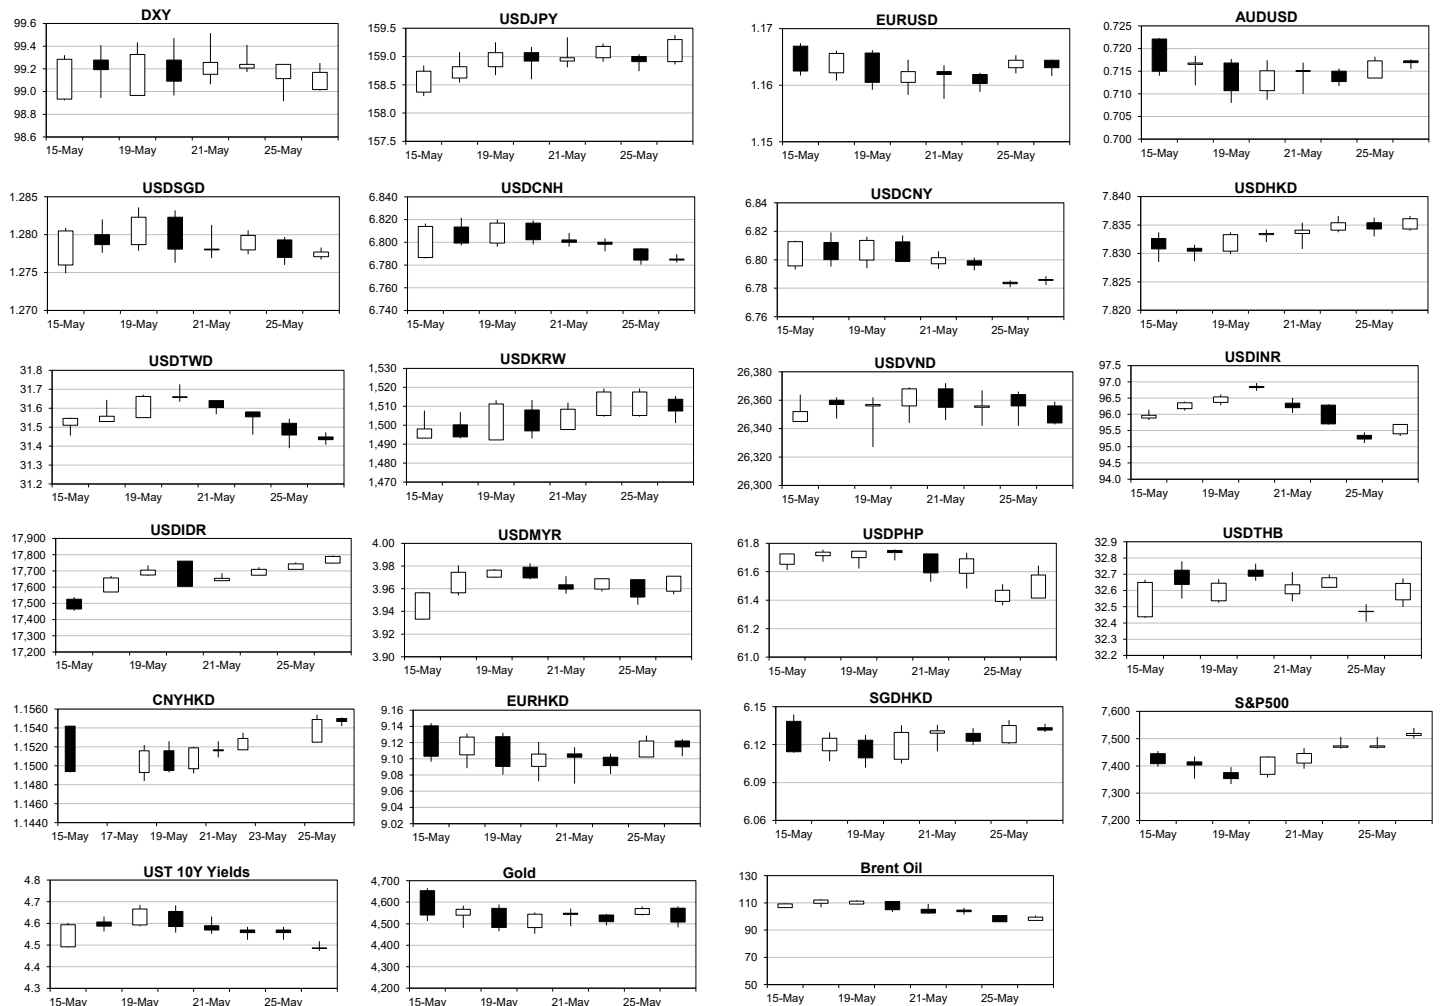 DXY
99.6
99.4
99.2
99.0
98.8
98.6
15-May 19-May 21-May 25-May
USDJPY
159.5
159.0
158.5
158.0
157.5
15-May 19-May 21-May 25-May
EURUSD
1.17
1.16
1.15
15-May 19-May 21-May 25-May
AUDUSD
0.725
0.720
0.715
0.710
0.705
0.700
15-May 19-May 21-May 25-May
USDSGD
1.285
1.280
1.275
1.270
15-May 19-May 21-May 25-May
USDCNH
6.840
6.820
6.800
6.780
6.760
6.740
15-May 19-May 21-May 25-May
USDCNY
6.84
6.82
6.80
6.78
6.76
15-May 19-May 21-May 25-May
USDHKD
7.840
7.835
7.830
7.825
7.820
15-May 19-May 21-May 25-May
USDTWD
31.8
31.7
31.6
31.5
31.4
31.3
31.2
15-May 19-May 21-May 25-May
USDKRW
1,530
1,520
1,510
1,500
1,490
1,480
1,470
15-May 19-May 21-May 25-May
USDVND
26,380
26,360
26,340
26,320
26,300
15-May 19-May 21-May 25-May
USDINR
97.5
97.0
96.5
96.0
95.5
95.0
94.5
94.0
15-May 19-May 21-May 25-May
USDIDR
17,900
17,800
17,700
17,600
17,500
17,400
17,300
17,200
15-May 19-May 21-May 25-May
USDMYR
4.00
3.98
3.96
3.94
3.92
3.90
15-May 19-May 21-May 25-May
USDPHP
61.8
61.6
61.4
61.2
61.0
15-May 19-May 21-May 25-May
USDTHB
32.9
32.8
32.7
32.6
32.5
32.4
32.3
32.2
15-May 19-May 21-May 25-May
CNYHKD
1.1560
1.1540
1.1520
1.1500
1.1480
1.1460
1.1440
15-May 17-May 19-May 21-May 23-May 25-May
EURHKD
9.16
9.14
9.12
9.10
9.08
9.06
9.04
9.02
15-May 19-May 21-May 25-May
SGDHKD
6.15
6.12
6.09
6.06
15-May 19-May 21-May 25-May
S&P500
7,600
7,500
7,400
7,300
7,200
15-May 19-May 21-May 25-May
UST 10Y Yields
4.8
4.7
4.6
4.5
4.4
4.3
15-May 19-May 21-May 25-May
Gold
4,700
4,600
4,500
4,400
4,300
4,200
15-May 19-May 21-May 25-May
Brent Oil
130
110
90
70
50
15-May 19-May 21-May 25-May